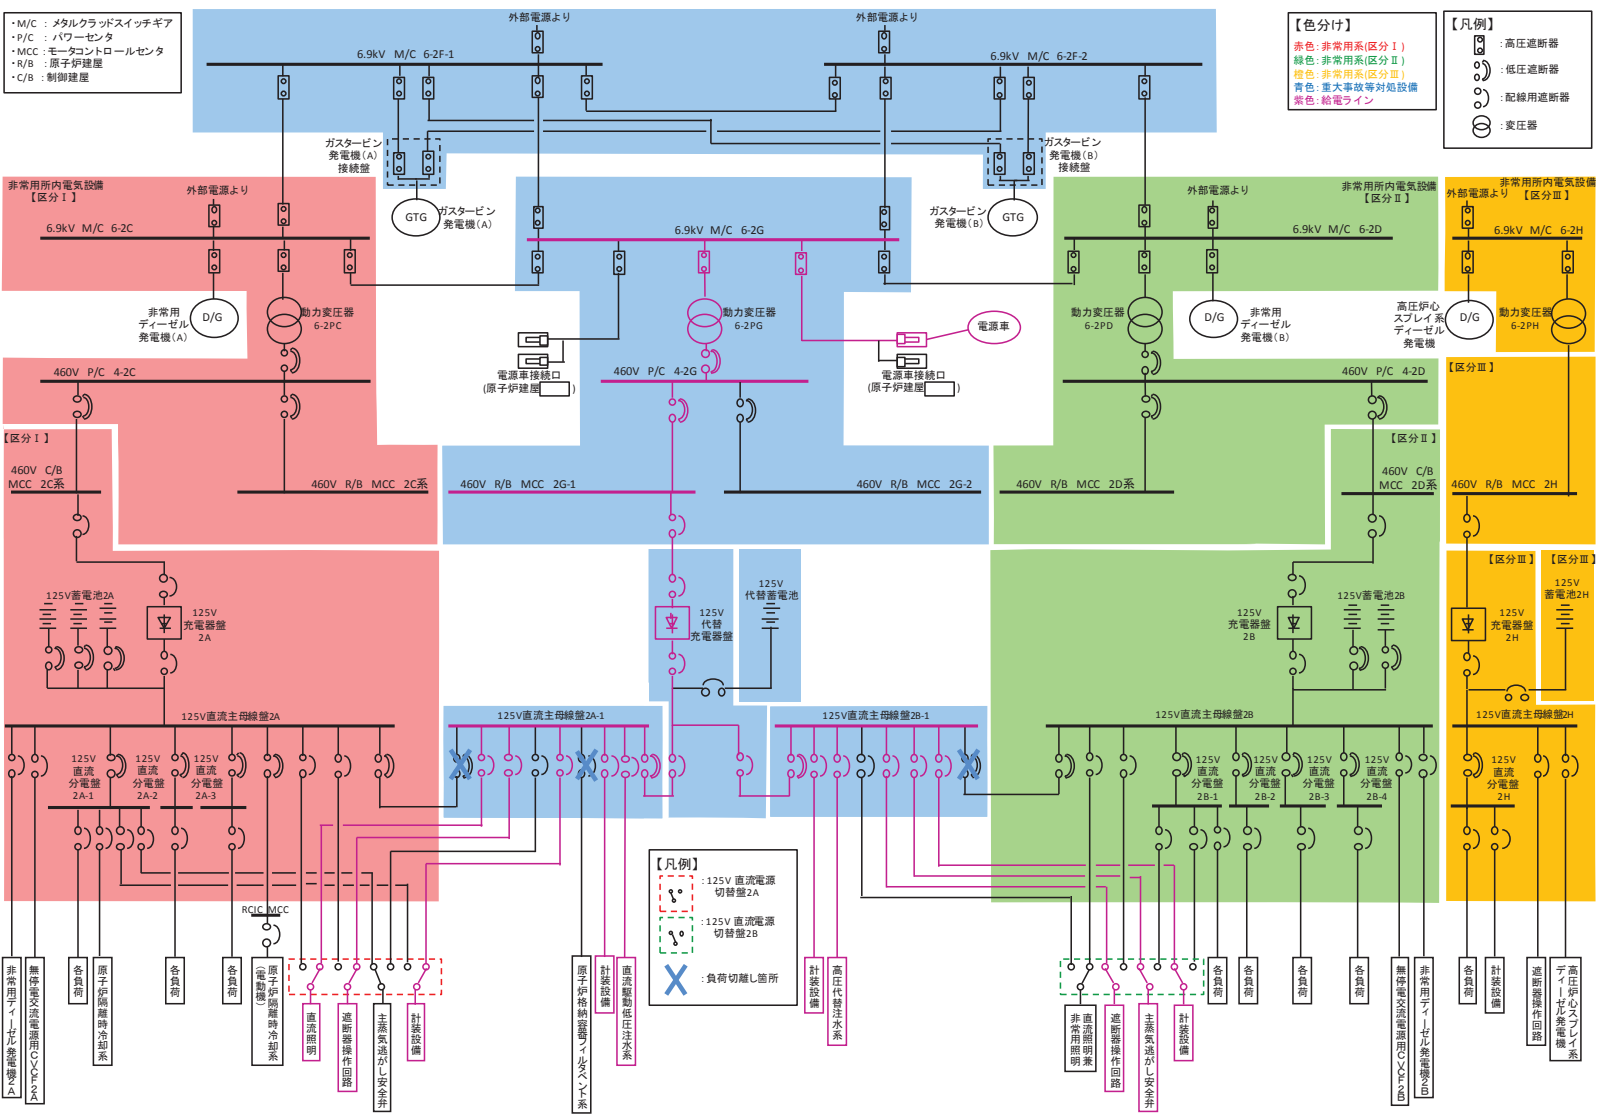 ・M/C ： メタルクラッドスイッチギア
・P/C ： パワーセンタ
・MCC ：モータコントロールセンタ
・R/B ： 原子炉建屋
・C/B ： 制御建屋
外部電源より
外部電源より
6.9kV M/C 6-2F-1
6.9kV M/C 6-2F-2
【色分け】
赤色：非常用系(区分Ⅰ)
緑色：非常用系(区分Ⅱ)
橙色：非常用系(区分Ⅲ)
青色：重大事故等対処設備
紫色：給電ライン
【凡例】
：高圧遮断器
：低圧遮断器
：配線用遮断器
：変圧器
ガスタービン
発電機(A)
接続盤
ガスタービン
発電機(B)
接続盤
GTG
ガスタービン
発電機(A)
ガスタービン
発電機(B)
GTG
非常用所内電気設備
【区分Ⅰ】
外部電源より
6.9kV M/C 6-2C
非常用
ディーゼル
発電機(A)
D/G
動力変圧器
6-2PC
460V P/C 4-2C
6.9kV M/C 6-2G
動力変圧器
6-2PG
電源車
電源車接続口
(原子炉建屋 )
電源車接続口
(原子炉建屋 )
460V P/C 4-2G
非常用所内電気設備
【区分Ⅱ】
外部電源より
6.9kV M/C 6-2D
動力変圧器
6-2PD
D/G
非常用
ディーゼル
発電機(B)
460V P/C 4-2D
非常用所内電気設備
【区分Ⅲ】
外部電源より
6.9kV M/C 6-2H
高圧炉心
スプレイ系
ディーゼル
発電機
D/G
動力変圧器
6-2PH
【区分Ⅲ】
【区分Ⅰ】
460V C/B
MCC 2C系
460V R/B MCC 2C系
460V R/B MCC 2G-1
460V R/B MCC 2G-2
460V R/B MCC 2D系
【区分Ⅱ】
460V C/B
MCC 2D系
460V R/B MCC 2H
125V蓄電池2A
125V
充電器盤
2A
125V
代替
充電器盤
125V
代替蓄電池
125V
充電器盤
2B
125V蓄電池2B
【区分Ⅲ】
125V
充電器盤
2H
【区分Ⅲ】
125V
蓄電池2H
125V直流主母線盤2A
125V直流主母線盤2A-1
125V直流主母線盤2B-1
125V直流主母線盤2B
125V直流主母線盤2H
125V
直流
分電盤
2A-1
125V
直流
分電盤
2A-2
125V
直流
分電盤
2A-3
125V
直流
分電盤
2B-1
125V
直流
分電盤
2B-2
125V
直流
分電盤
2B-3
125V
直流
分電盤
2B-4
125V
直流
分電盤
2H
【凡例】
：125V 直流電源
切替盤2A
：125V 直流電源
切替盤2B
：負荷切離し箇所
RCIC MCC
非常用ディーゼル発電機2A
無停電交流電源用CVCF2A
各負荷
原子炉隔離時冷却系
各負荷
各負荷
原子炉隔離時冷却系
(電動機)
直流照明
遮断器操作回路
主蒸気逃がし安全弁
計装設備
原子炉格納容器フィルタベント系
計装設備
直流駆動低圧注水系
計装設備
高圧代替注水系
直流照明兼
非常用照明
遮断器操作回路
主蒸気逃がし安全弁
計装設備
各負荷
各負荷
各負荷
各負荷
無停電交流電源用CVCF2B
非常用ディーゼル発電機2B
各負荷
計装設備
遮断器操作回路
高圧炉心スプレイ系
ディーゼル発電機